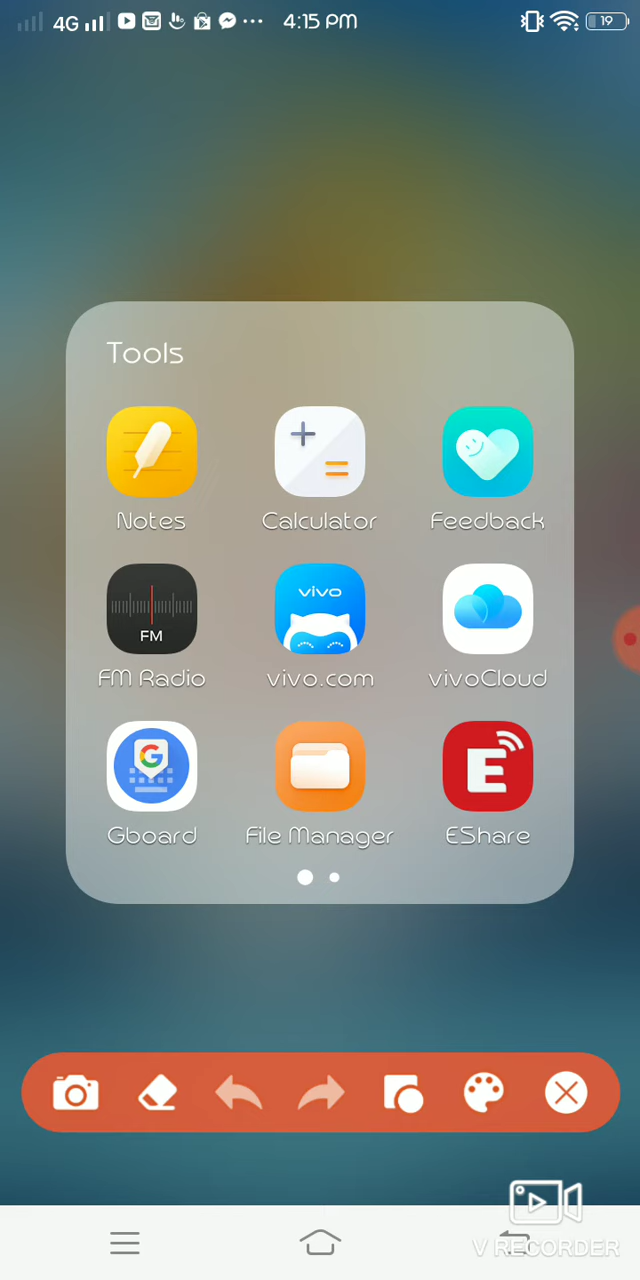 4G 4:15 PM 19
Tools
Notes Calculator Feedback
FM
vivo
FM Radio vivo.com vivoCloud
G
E
Gboard File Manager EShare
V RECORDER